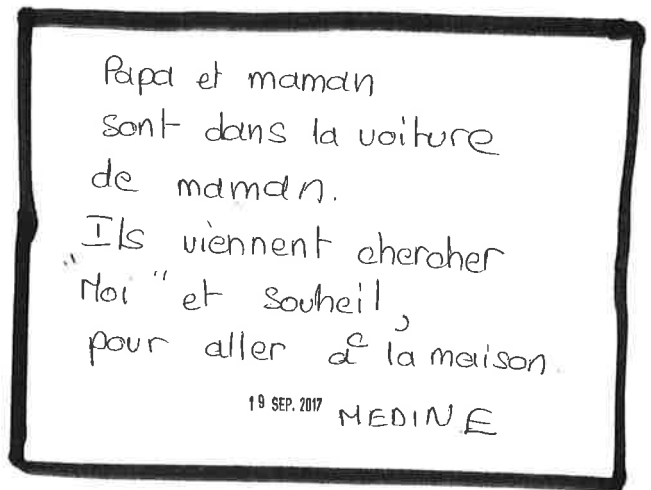 Papa et maman
sont dans la voiture
de maman.
Ils viennent chercher
"Moi" et Souheil,
pour aller à la maison
19 SEP. 2017 MEDINE